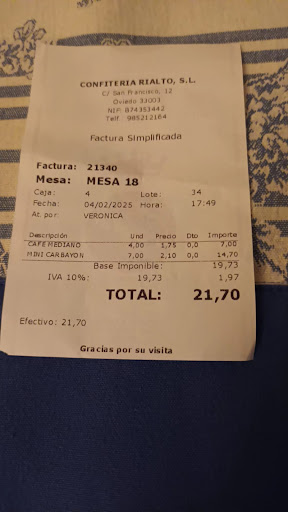 CONFITERIA RIALTO, S.L.
C/ San Francisco, 12
Oviedo 33003
NIF: B74353442
Telf: 985212164
Factura Simplificada
Factura: 21340
Mesa: MESA 18
Caja: 4 Lote: 34
Fecha: 04/02/2025 Hora: 17:49
At. por: VERONICA
Descripción Und Precio Dto Importe
CAFE MEDIANO 4,00 1,75 0,0 7,00
MINI CARBAYON 7,00 2,10 0,0 14,70
Base Imponible: 19,73
IVA 10%: 19,73 1,97
TOTAL: 21,70
Efectivo: 21,70
Gracias por su visita